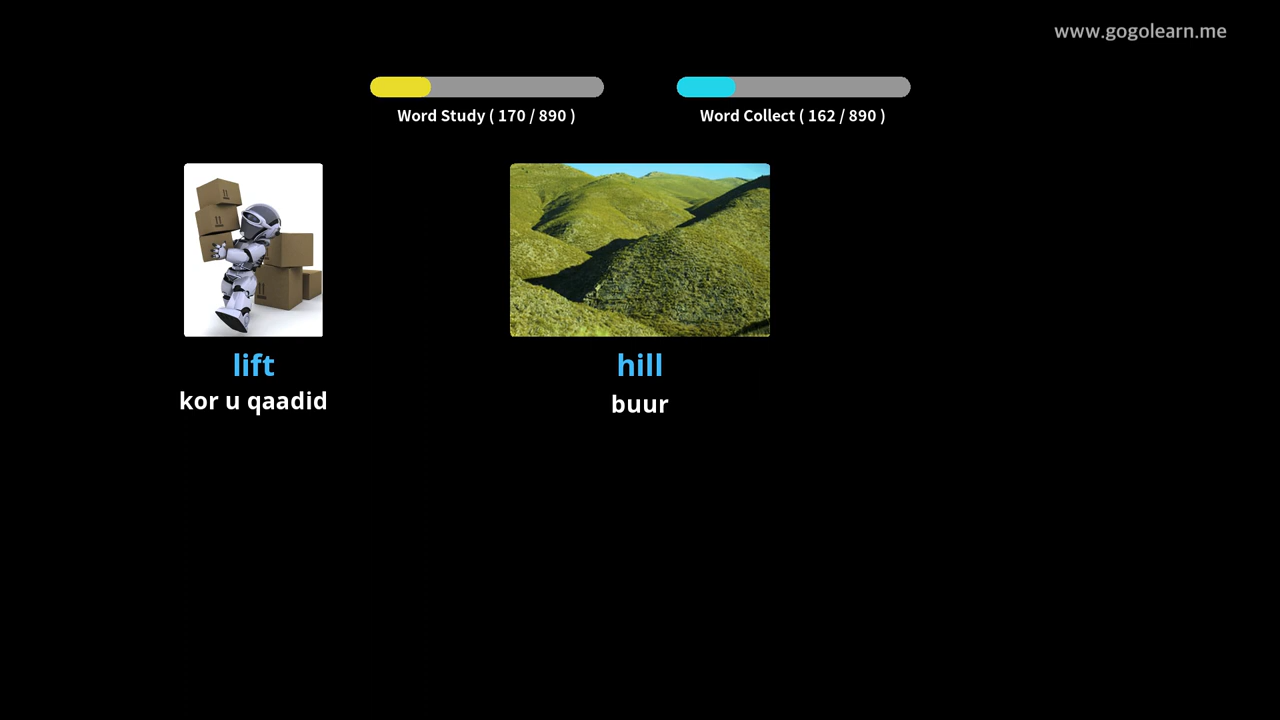 www.gogolearn.me
Word Study ( 170 / 890 )
Word Collect ( 162 / 890 )
lift
kor u qaadid
hill
buur